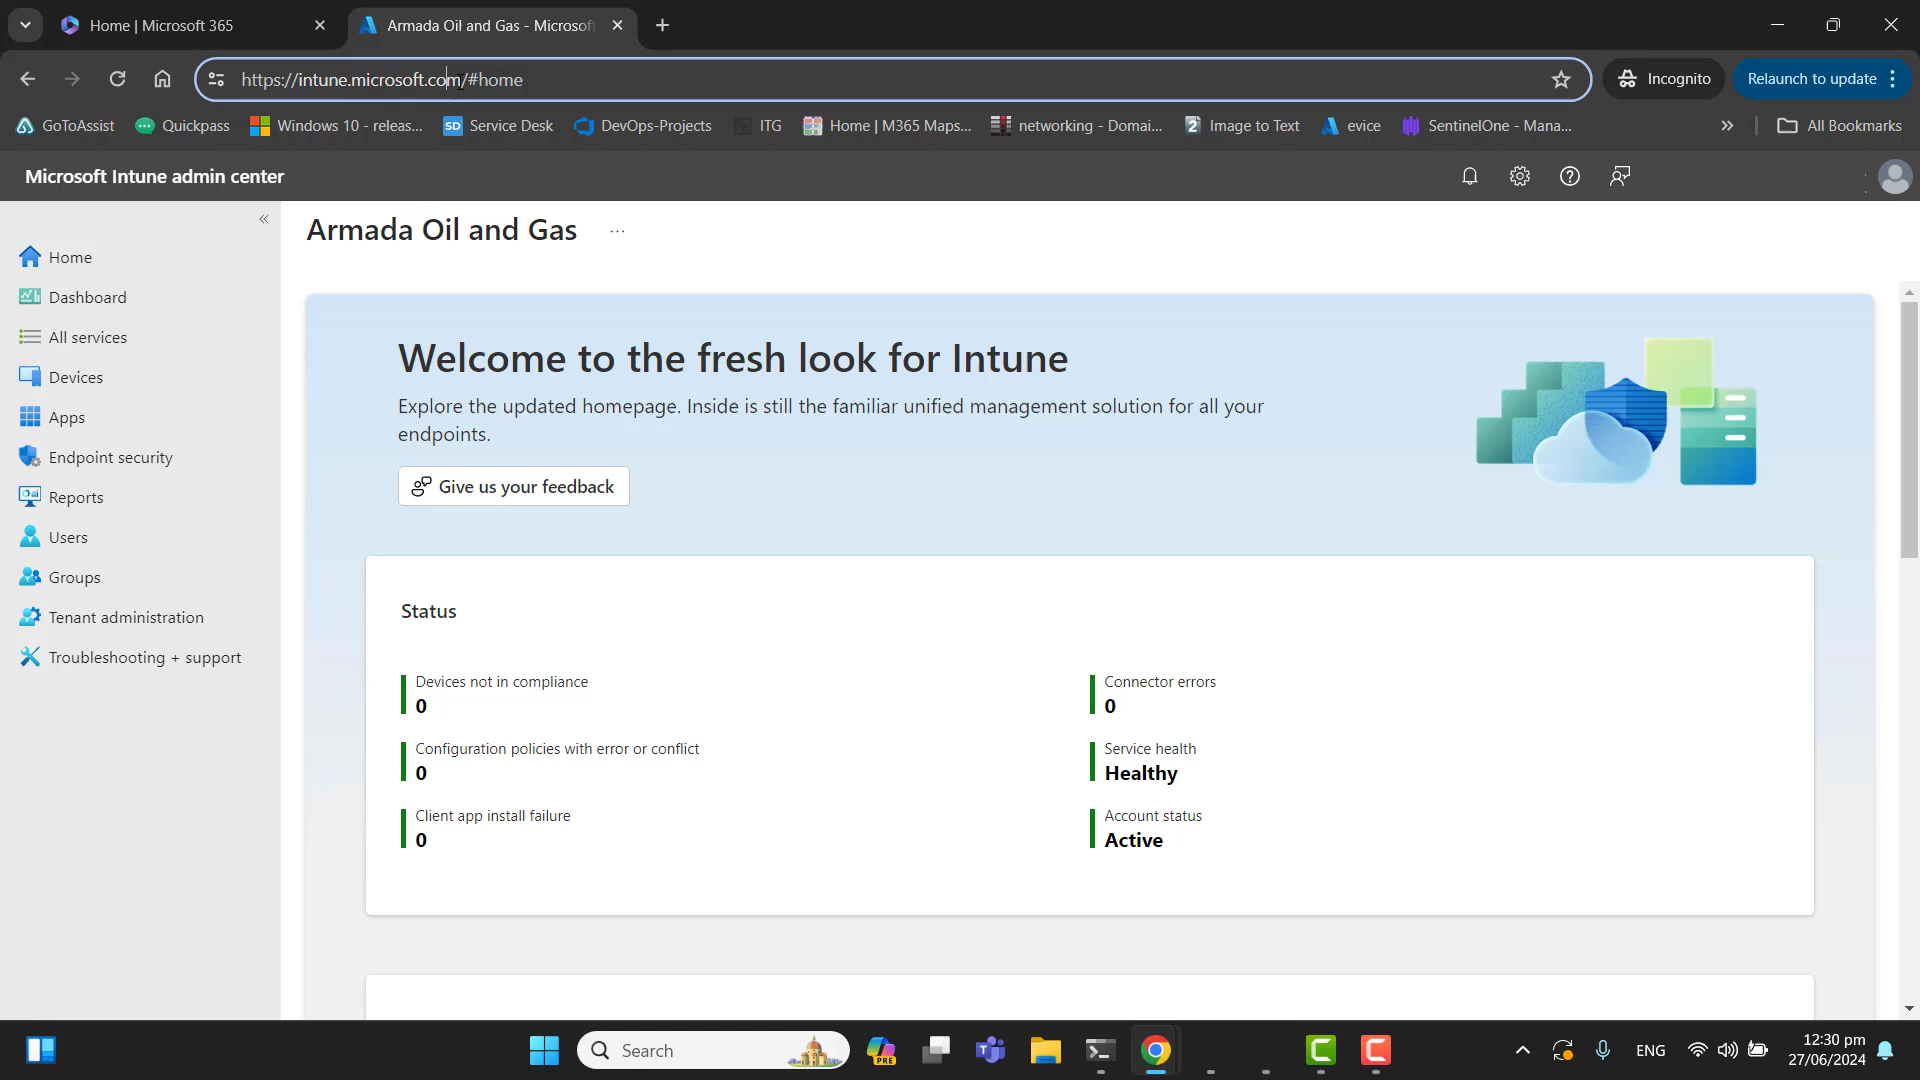 Home | Microsoft 365
Armada Oil and Gas - Microsoft
https://intune.microsoft.com/#home
Incognito
Relaunch to update
GoToAssist
Quickpass
Windows 10 - releas...
SD
Service Desk
DevOps-Projects
ITG
Home | M365 Maps...
networking - Domai...
2
Image to Text
evice
SentinelOne - Mana...
All Bookmarks
Microsoft Intune admin center
Armada Oil and Gas
...
Home
Dashboard
All services
Devices
Apps
Endpoint security
Reports
Users
Groups
Tenant administration
Troubleshooting + support
Welcome to the fresh look for Intune
Explore the updated homepage. Inside is still the familiar unified management solution for all your
endpoints.
Give us your feedback
Status
Devices not in compliance
0
Configuration policies with error or conflict
0
Client app install failure
0
Connector errors
0
Service health
Healthy
Account status
Active
Search
PRE
ENG
12:30 pm
27/06/2024